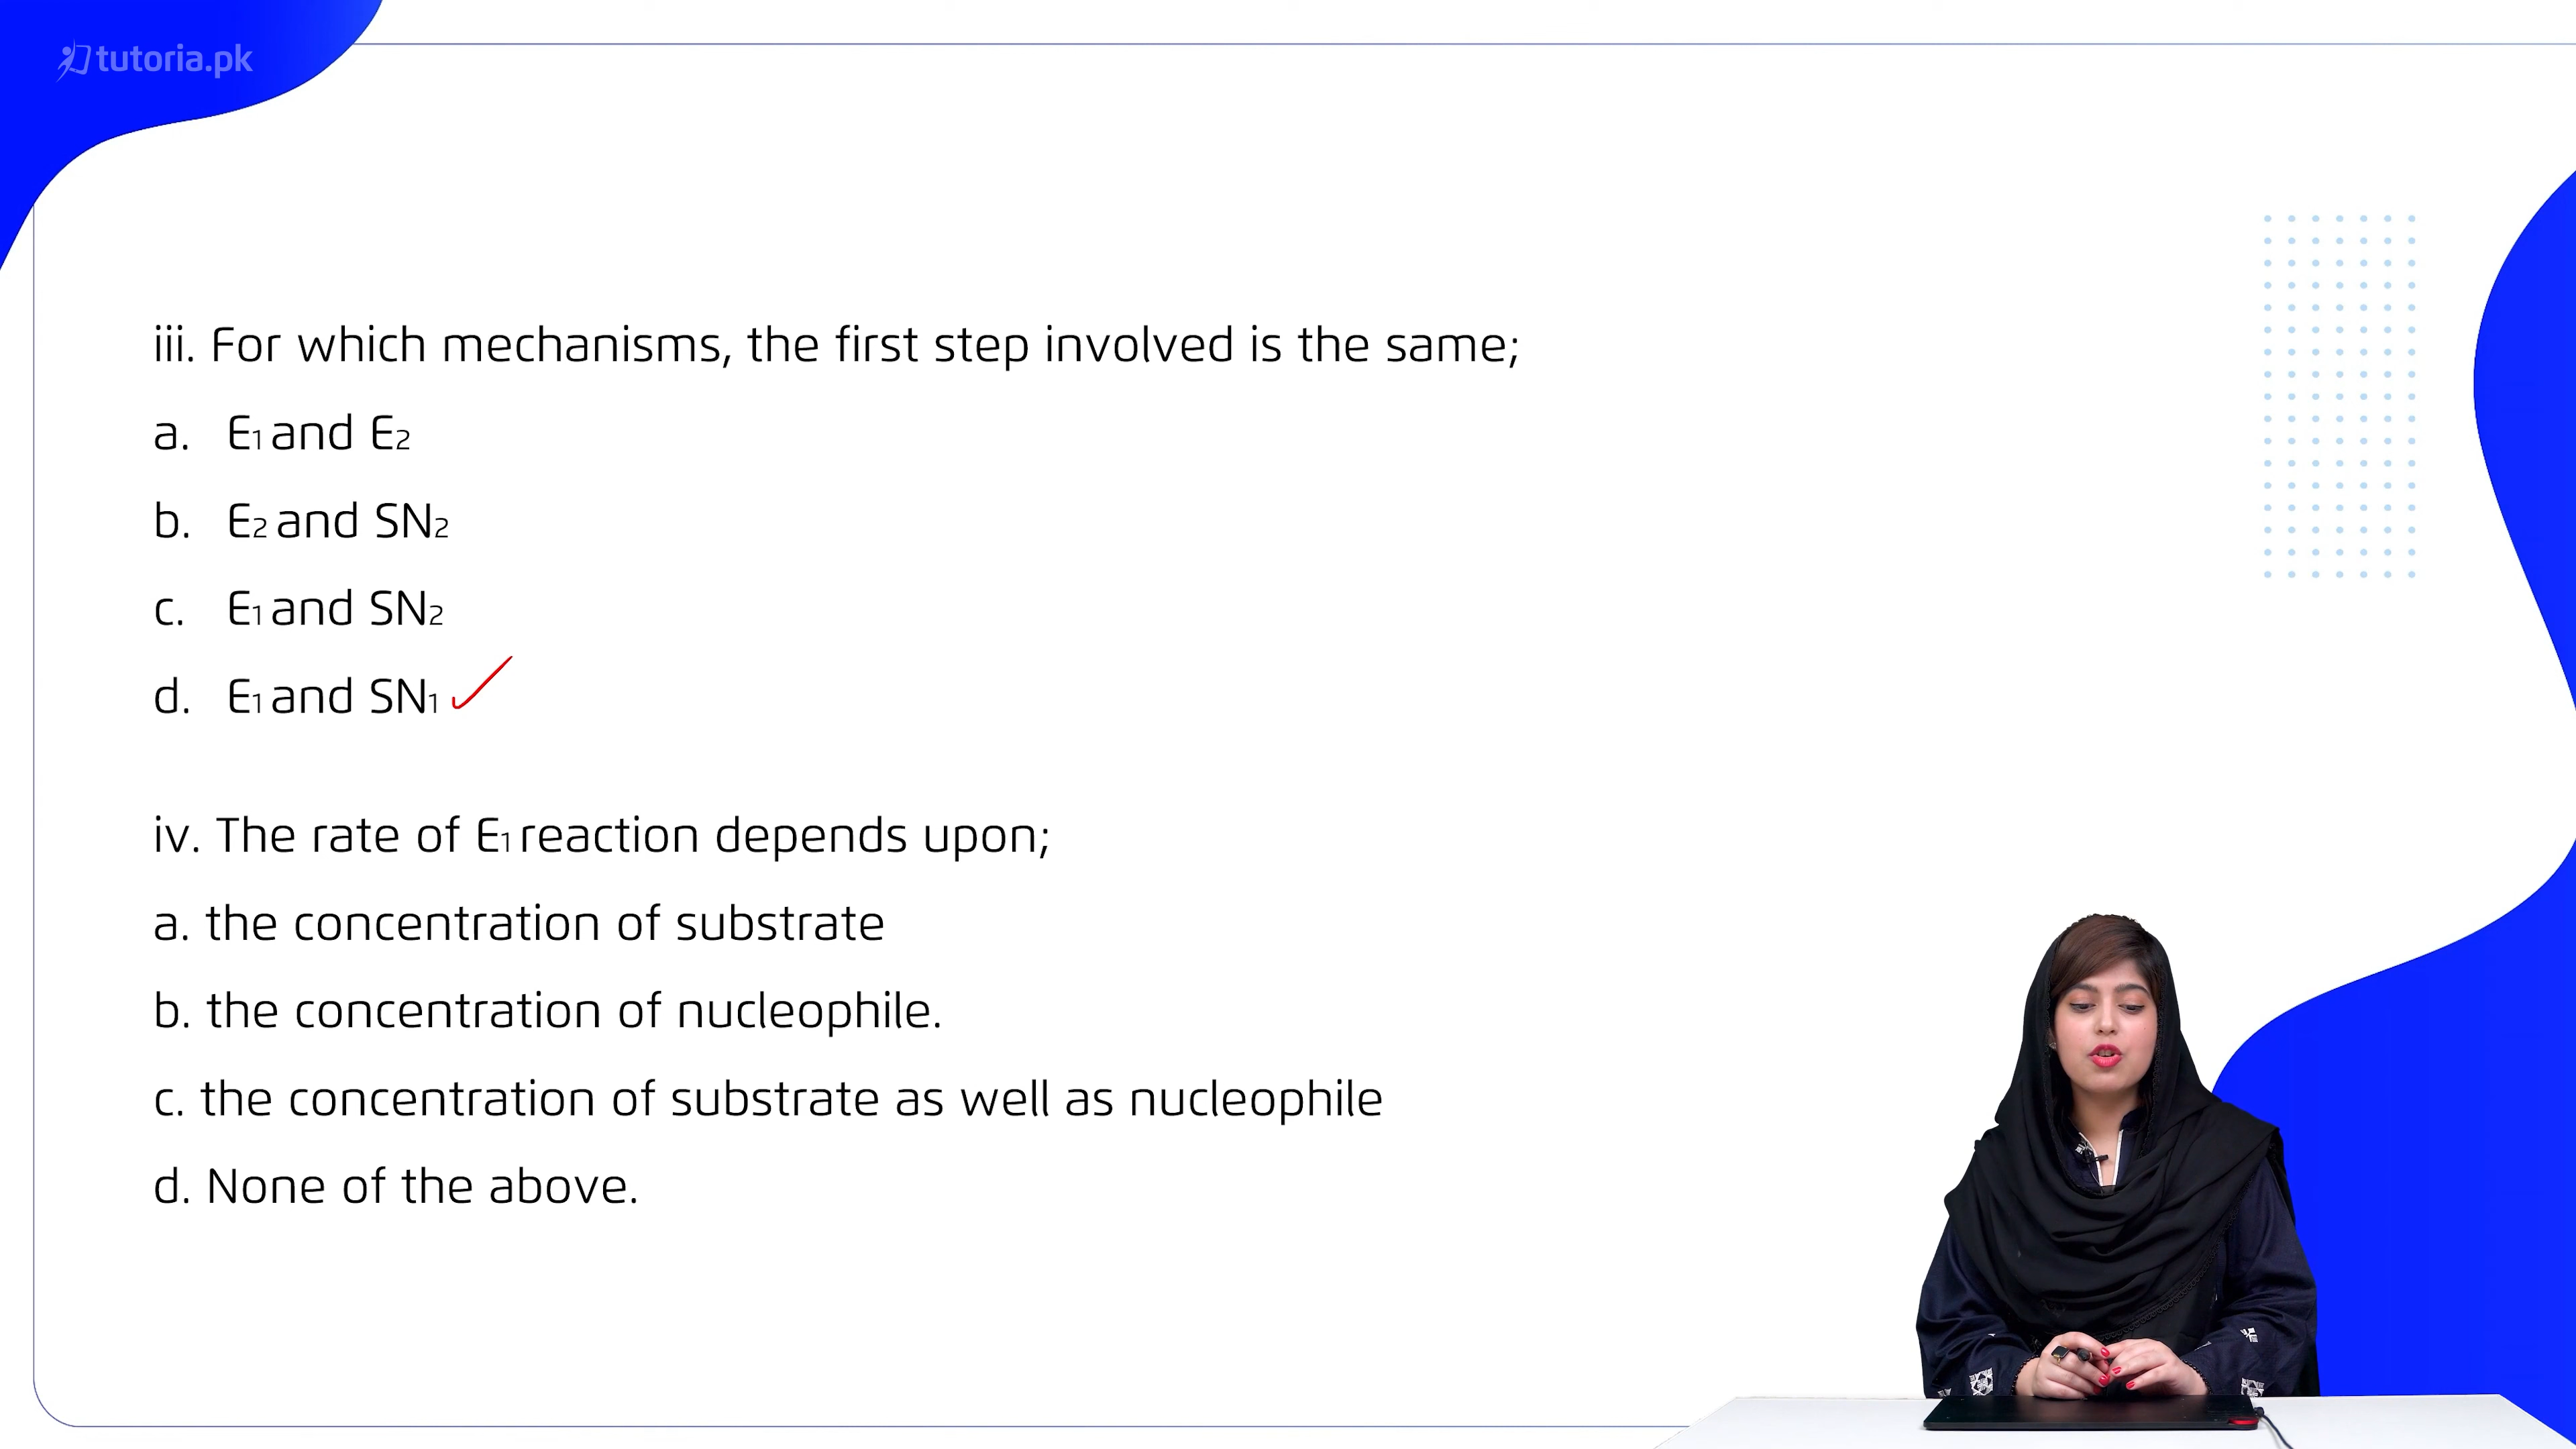 tutoria.pk
iii. For which mechanisms, the first step involved is the same;
a. E₁ and E₂
b. E₂ and SN₂
c. E₁ and SN₂
d. E₁ and SN₁
iv. The rate of E₁ reaction depends upon;
a. the concentration of substrate
b. the concentration of nucleophile.
c. the concentration of substrate as well as nucleophile
d. None of the above.